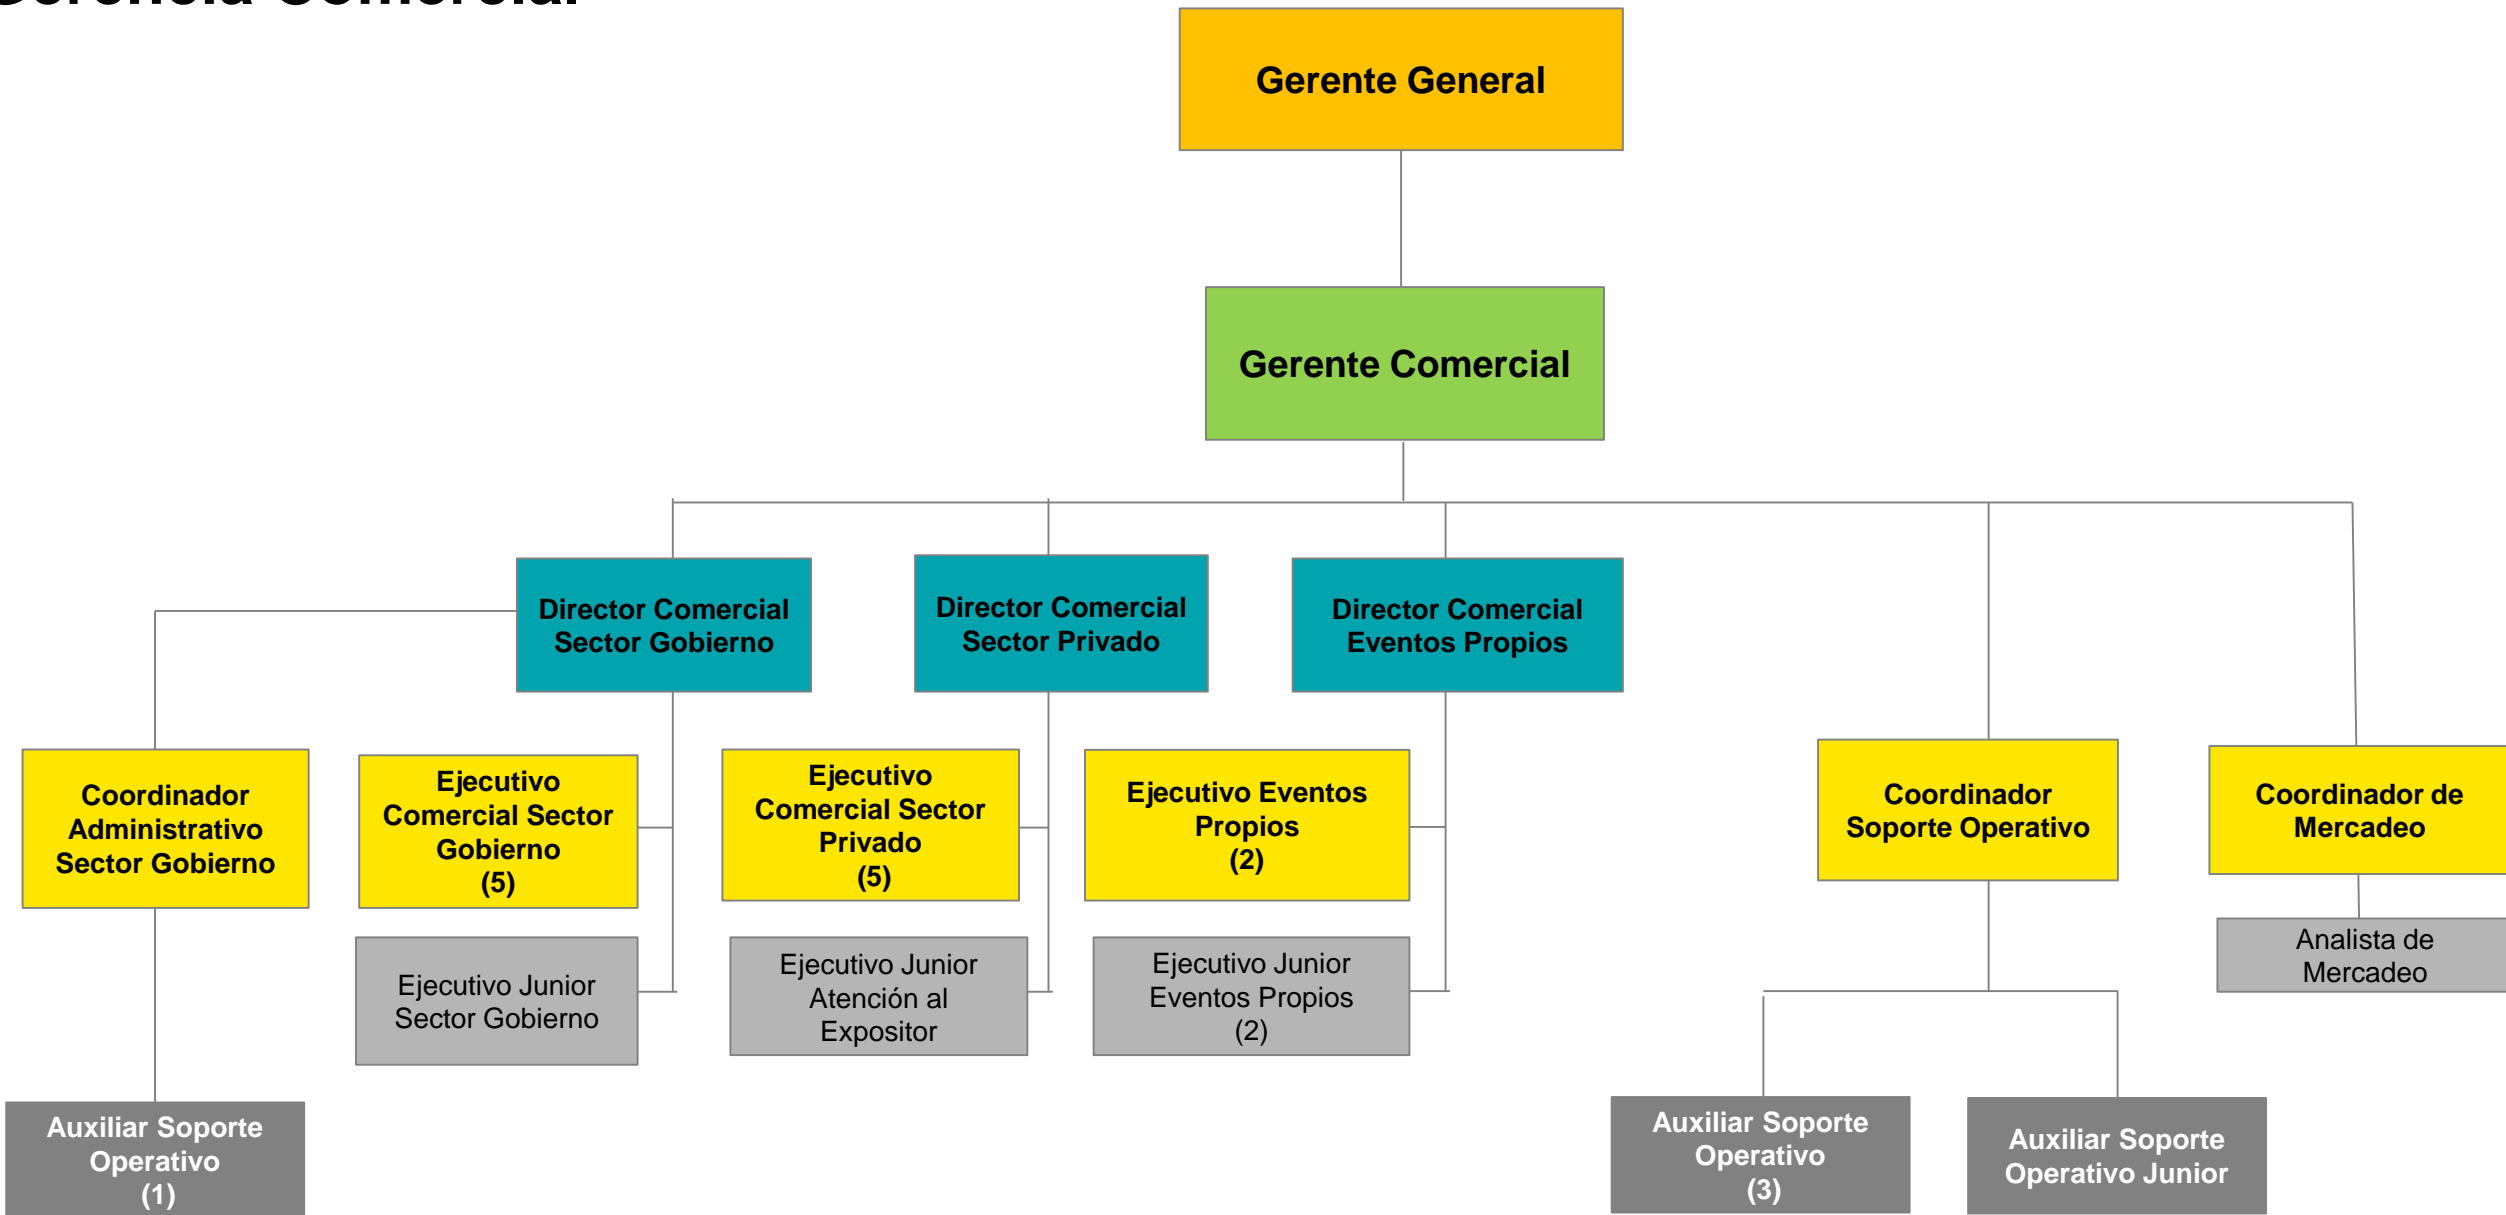 Gerencia Comercial
Gerente General
Gerente Comercial
Director Comercial
Sector Gobierno
Director Comercial
Sector Privado
Director Comercial
Eventos Propios
Coordinador
Administrativo
Sector Gobierno
Ejecutivo
Comercial Sector
Gobierno
(5)
Ejecutivo
Comercial Sector
Privado
(5)
Ejecutivo Eventos
Propios
(2)
Coordinador
Soporte Operativo
Coordinador de
Mercadeo
Ejecutivo Junior
Sector Gobierno
Ejecutivo Junior
Atención al
Expositor
Ejecutivo Junior
Eventos Propios
(2)
Analista de
Mercadeo
Auxiliar Soporte
Operativo
(1)
Auxiliar Soporte
Operativo
(3)
Auxiliar Soporte
Operativo Junior